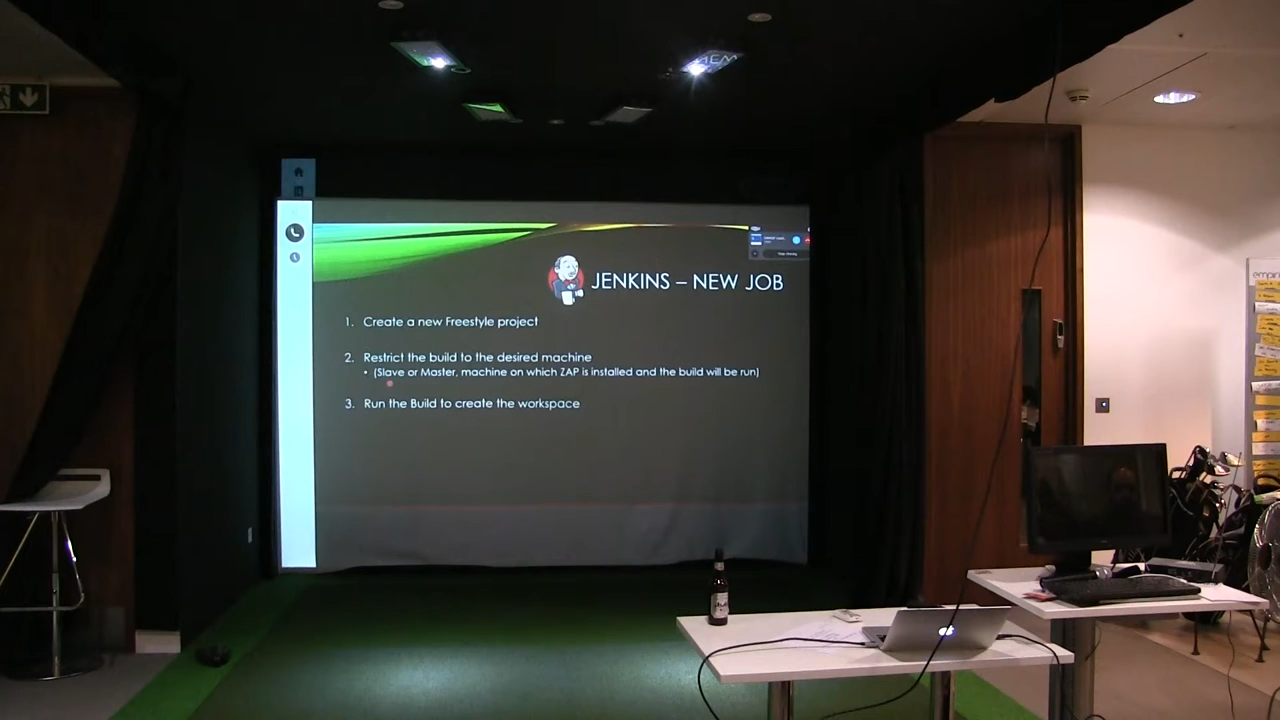 JENKINS – NEW JOB
1. Create a new Freestyle project
2. Restrict the build to the desired machine
• (Slave or Master, machine on which ZAP is installed and the build will be run)
3. Run the Build to create the workspace